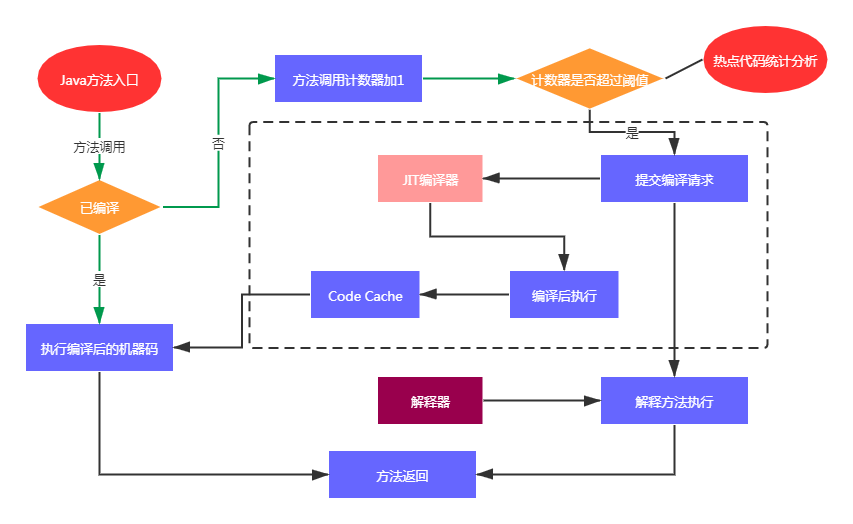 Java方法入口
方法调用计数器加1
计数器是否超过阈值
热点代码统计分析
方法调用
否
是
已编译
JIT编译器
提交编译请求
是
Code Cache
编译后执行
执行编译后的机器码
解释器
解释方法执行
方法返回